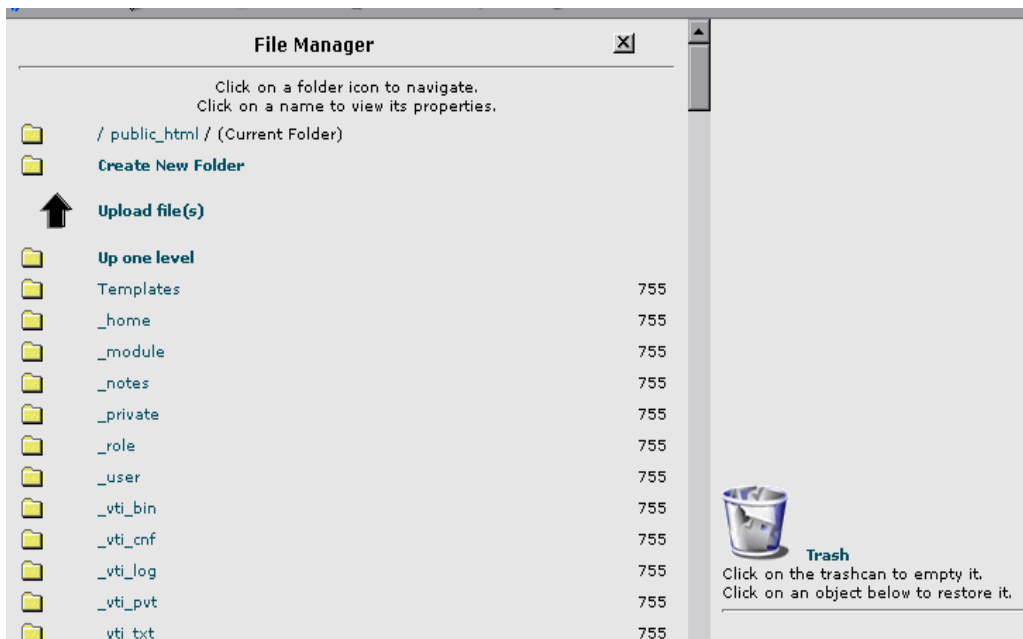 File Manager
Click on a folder icon to navigate.
Click on a name to view its properties.
/ public_html / (Current Folder)
Create New Folder
Upload file(s)
Up one level
Templates 755
_home 755
_module 755
_notes 755
_private 755
_role 755
_user 755
_vti_bin 755
_vti_cnf 755
_vti_log 755
_vti_pvt 755
_vti_txt 755
Trash
Click on the trashcan to empty it.
Click on an object below to restore it.